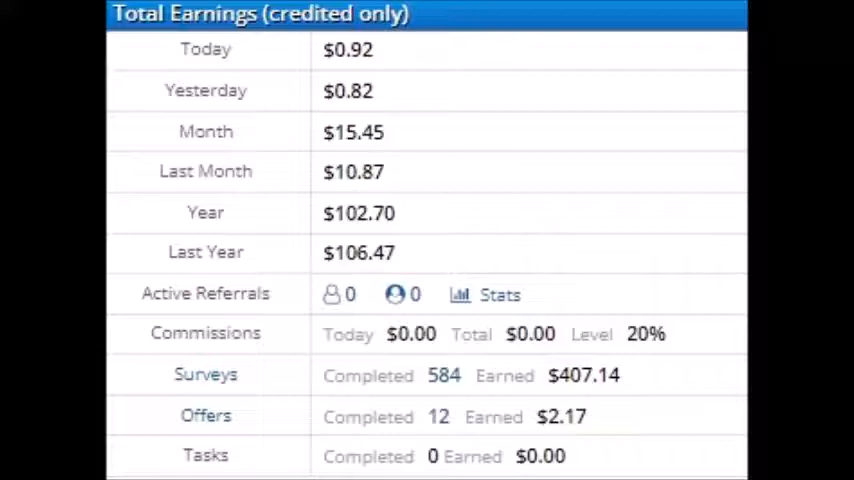 Total Earnings (credited only)
Today $0.92
Yesterday $0.82
Month $15.45
Last Month $10.87
Year $102.70
Last Year $106.47
Active Referrals 0 0 Stats
Commissions Today $0.00 Total $0.00 Level 20%
Surveys Completed 584 Earned $407.14
Offers Completed 12 Earned $2.17
Tasks Completed 0 Earned $0.00